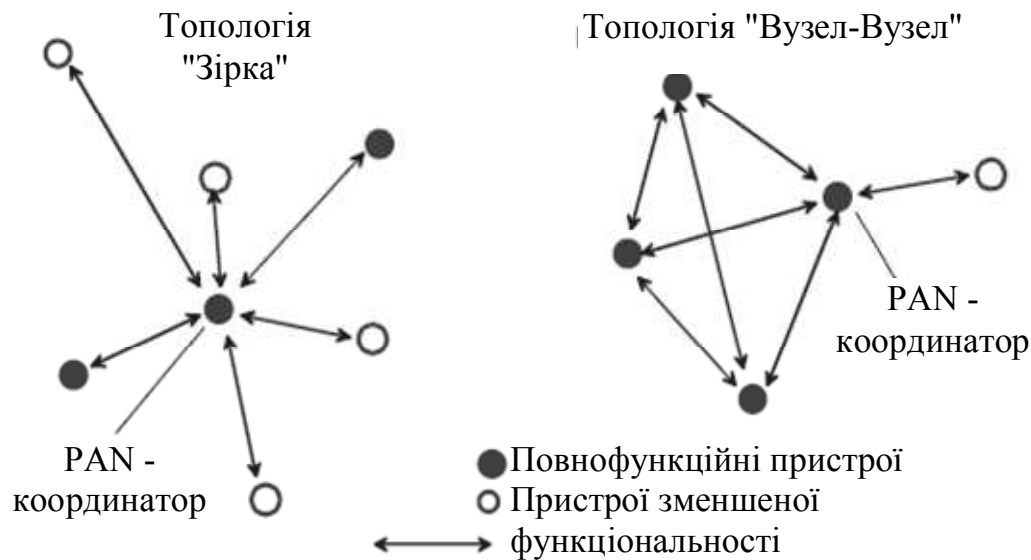 Топологія
"Зірка"
Топологія "Вузел-Вузел"
PAN -
координатор
PAN -
координатор
Повнофункційні пристрої
Пристрої зменшеної
функціональності